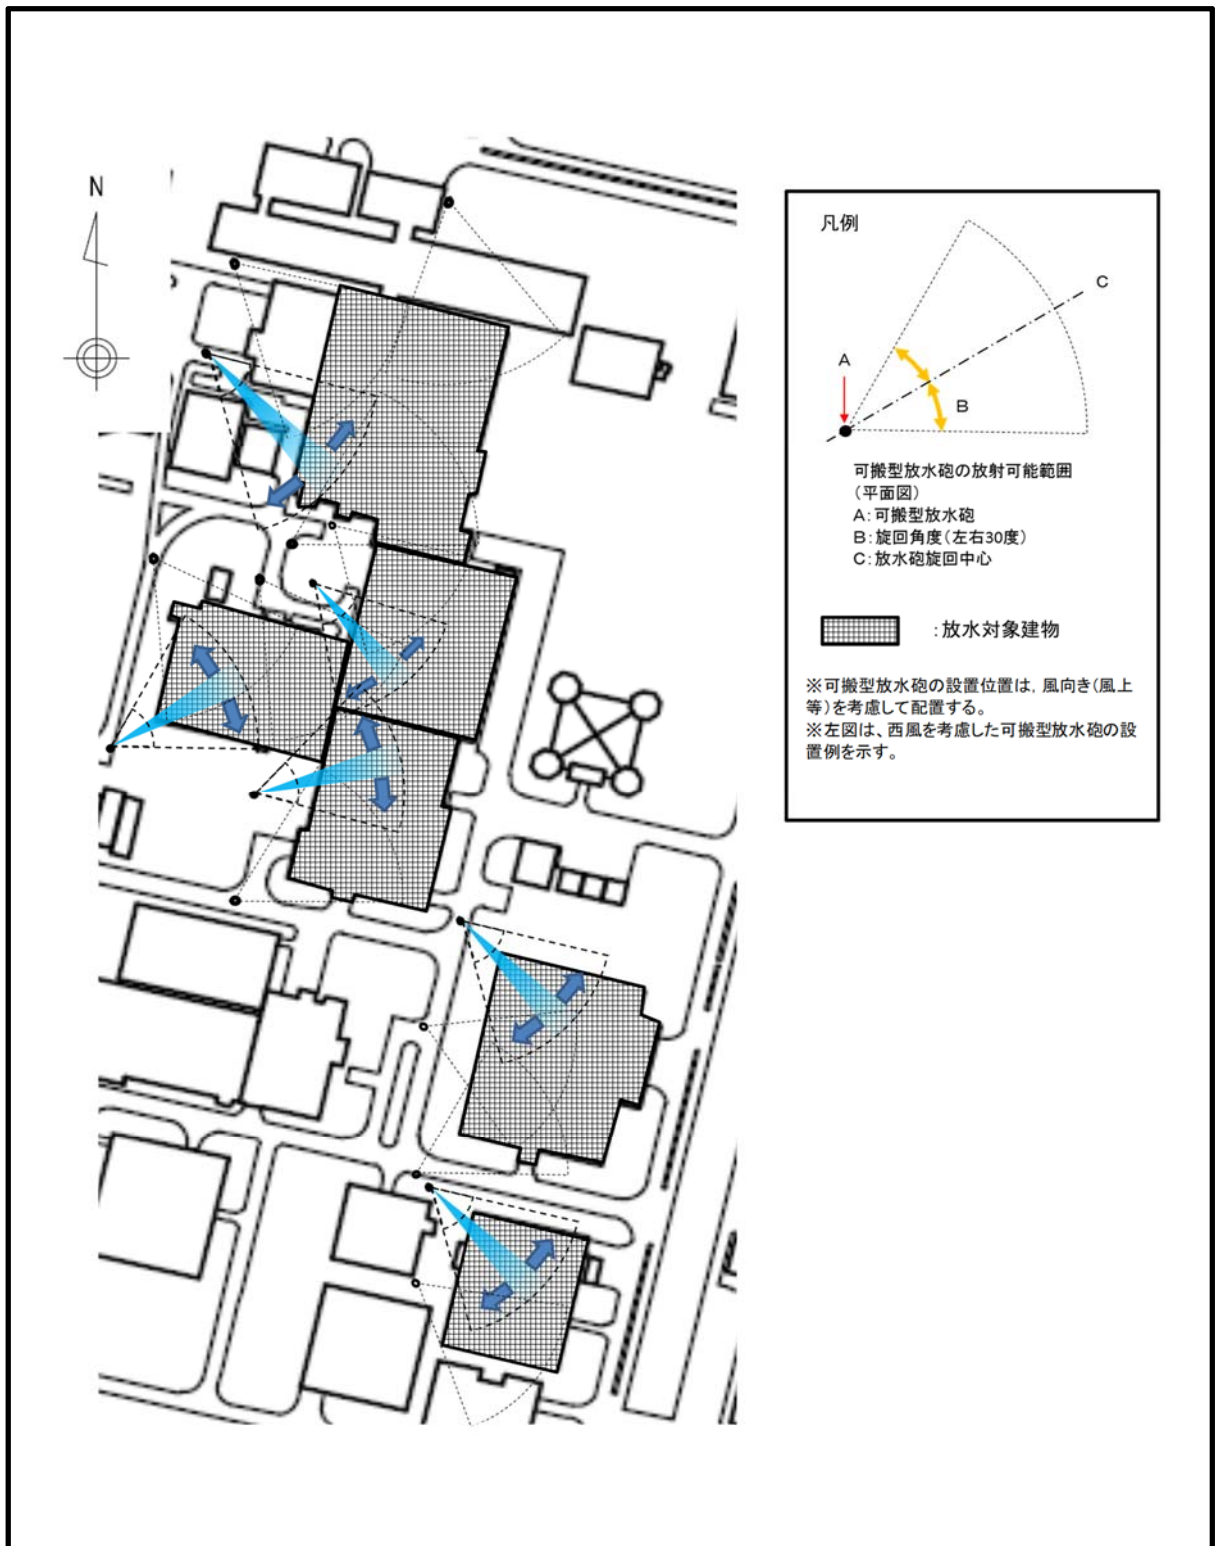 N
凡例
C
A
B
可搬型放水砲の放射可能範囲
（平面図）
A：可搬型放水砲
B：旋回角度（左右30度）
C：放水砲旋回中心
：放水対象建物
※可搬型放水砲の設置位置は，風向き（風上
等）を考慮して配置する。
※左図は、西風を考慮した可搬型放水砲の設
置例を示す。